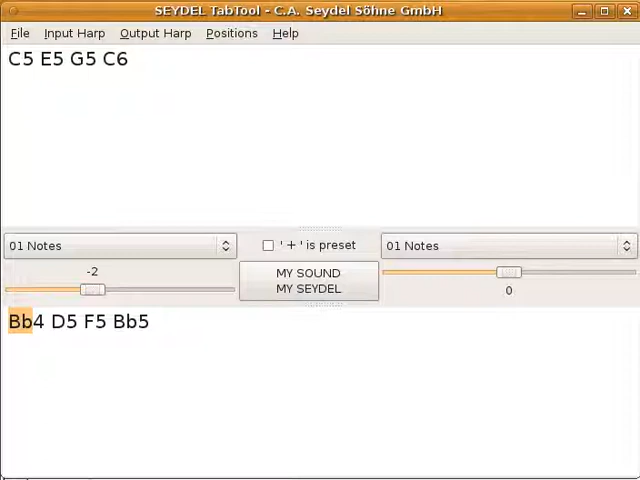 SEYDEL TabTool - C.A. Seydel Söhne GmbH
File Input Harp Output Harp Positions Help
C5 E5 G5 C6
01 Notes ' + ' is preset 01 Notes
-2 MY SOUND
MY SEYDEL 0
Bb4 D5 F5 Bb5